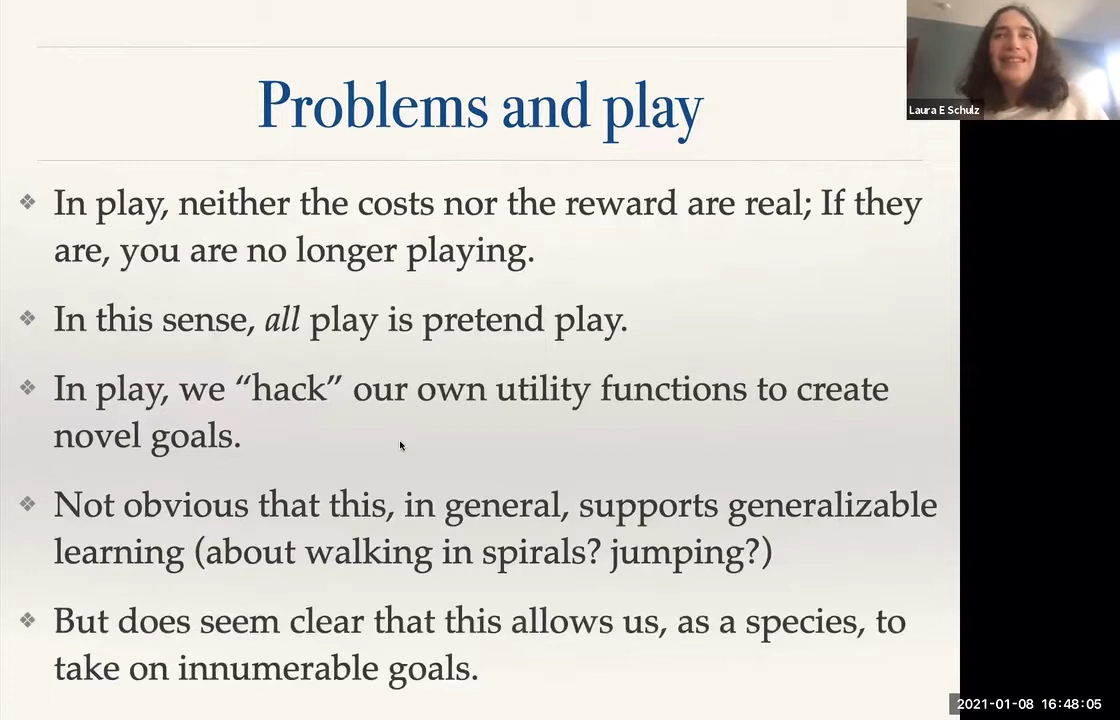 Problems and play
Laura E Schulz
❖ In play, neither the costs nor the reward are real; If they
are, you are no longer playing.
❖ In this sense, all play is pretend play.
❖ In play, we “hack” our own utility functions to create
novel goals.
❖ Not obvious that this, in general, supports generalizable
learning (about walking in spirals? jumping?)
❖ But does seem clear that this allows us, as a species, to
take on innumerable goals.
2021-01-08 16:48:05